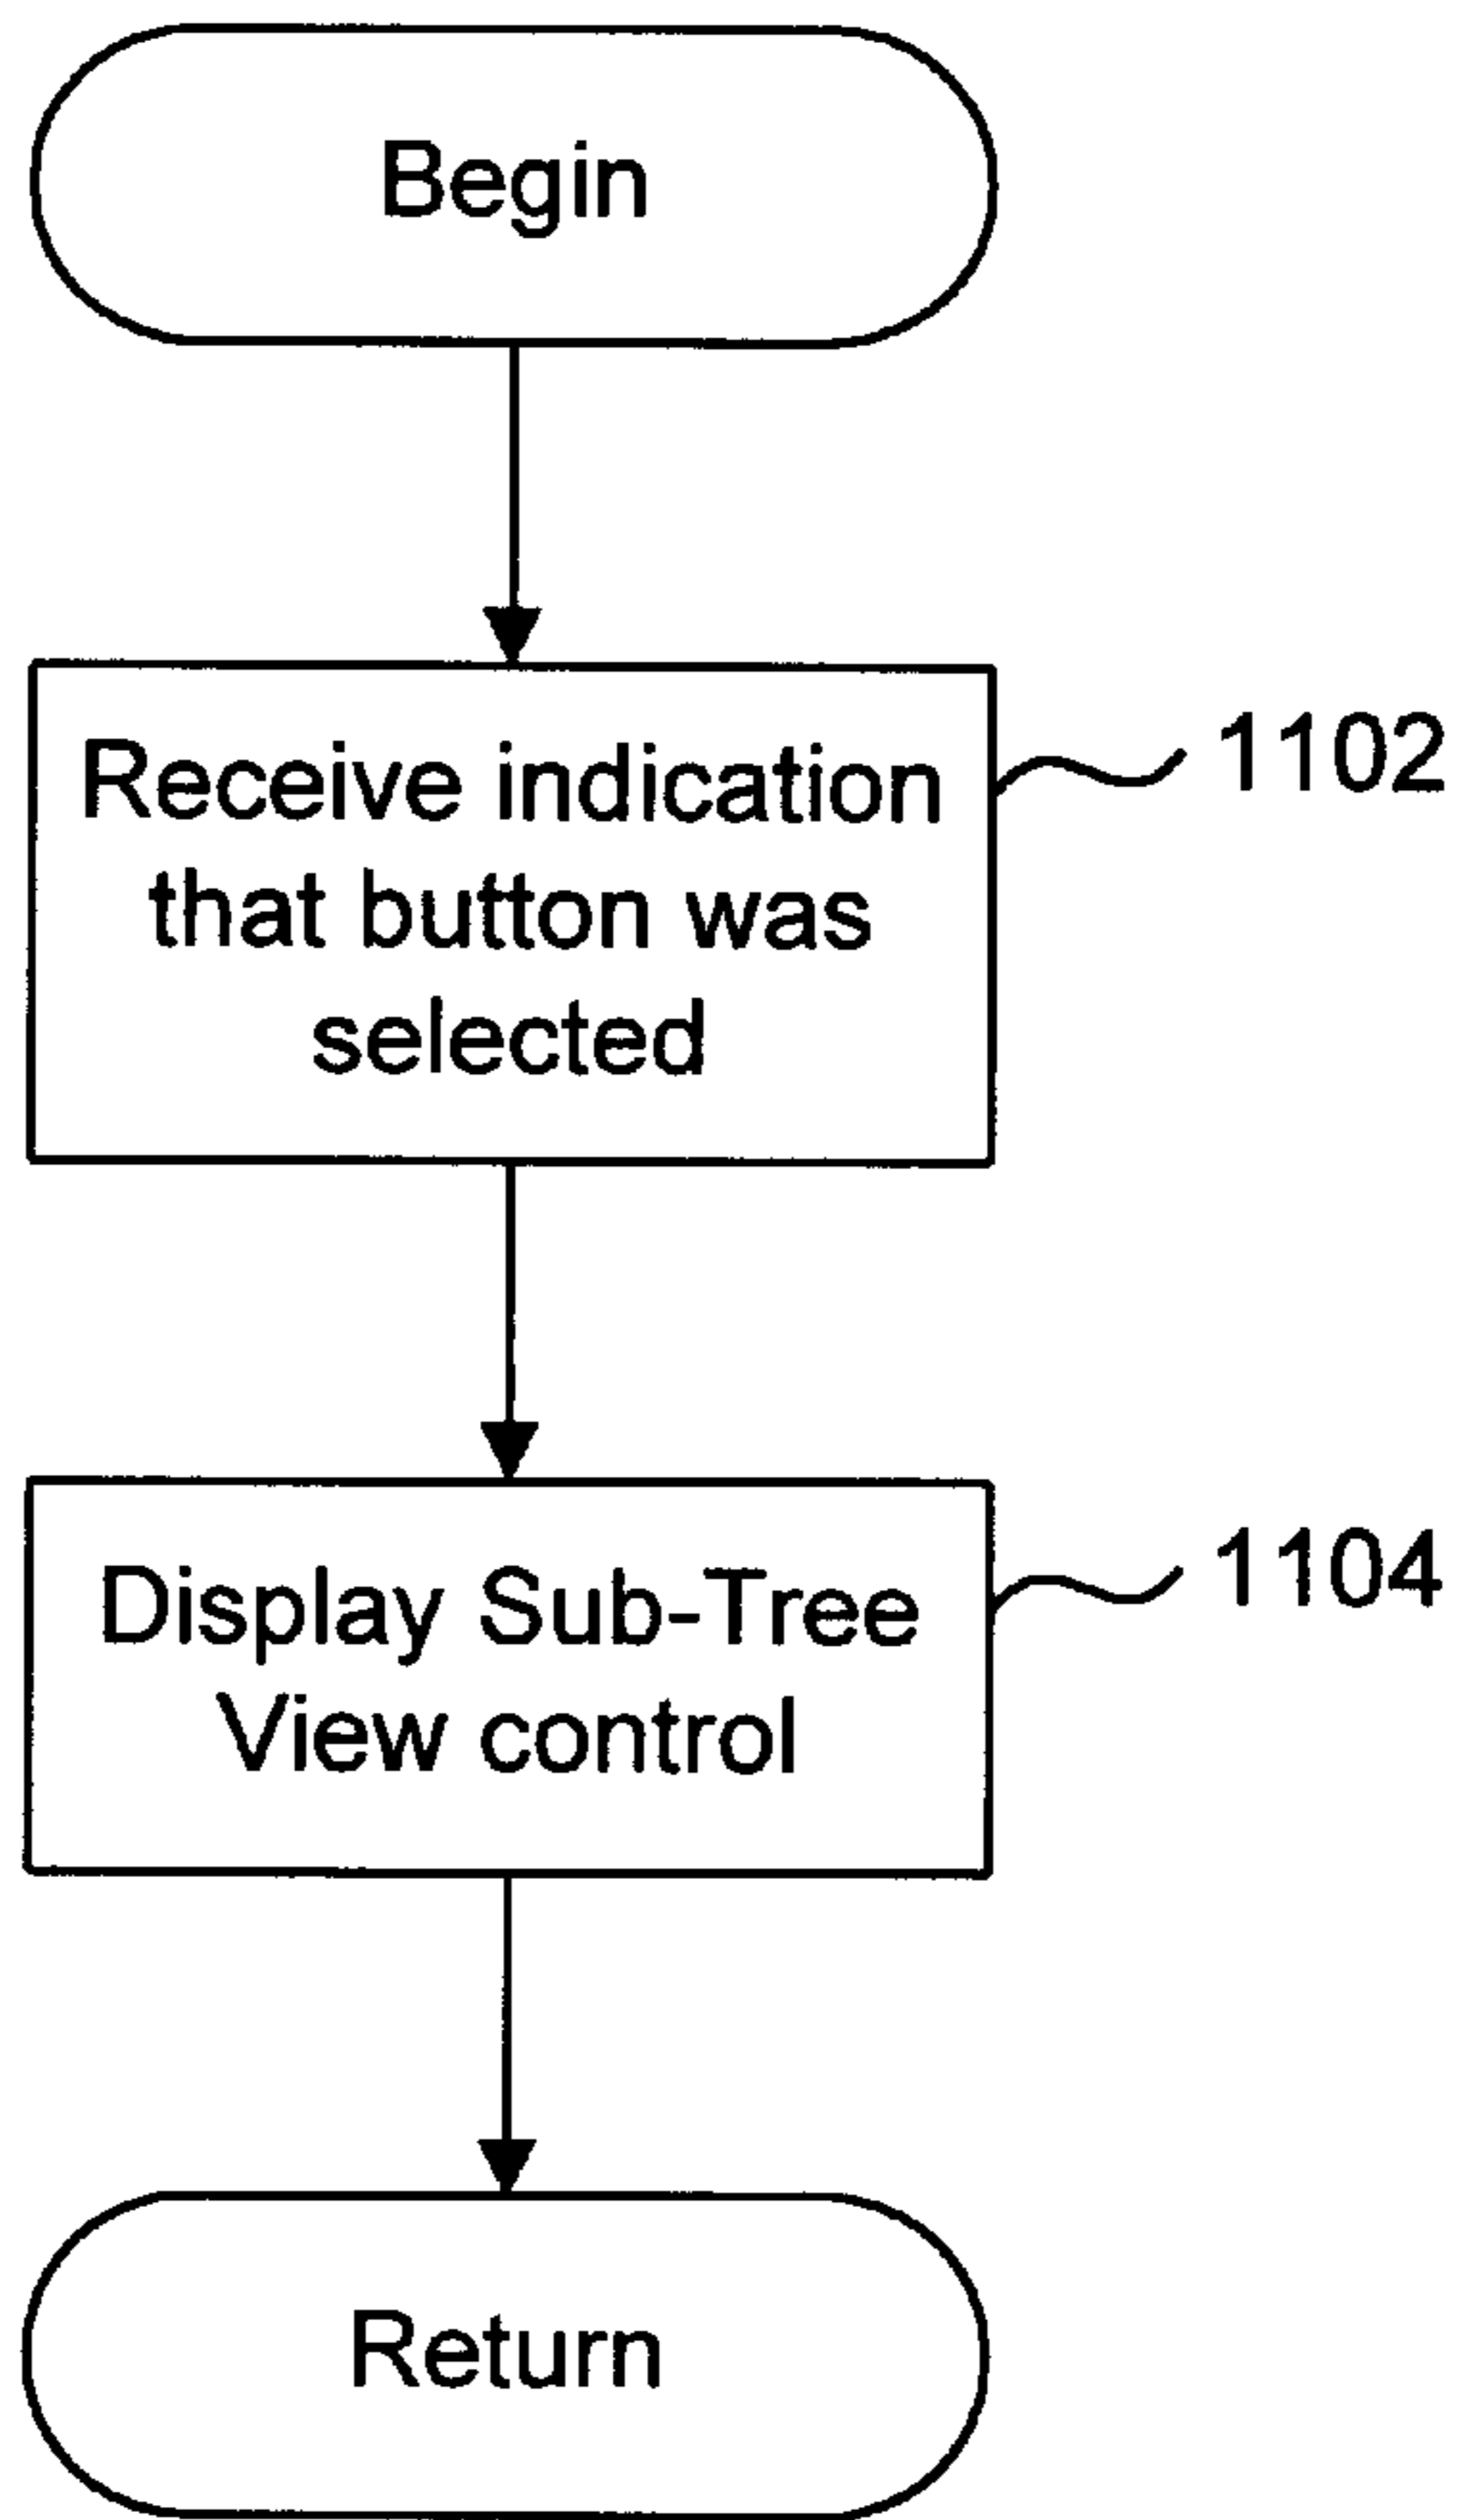 Begin
Receive indication
that button was
selected
1102
Display Sub-Tree
View control
1104
Return